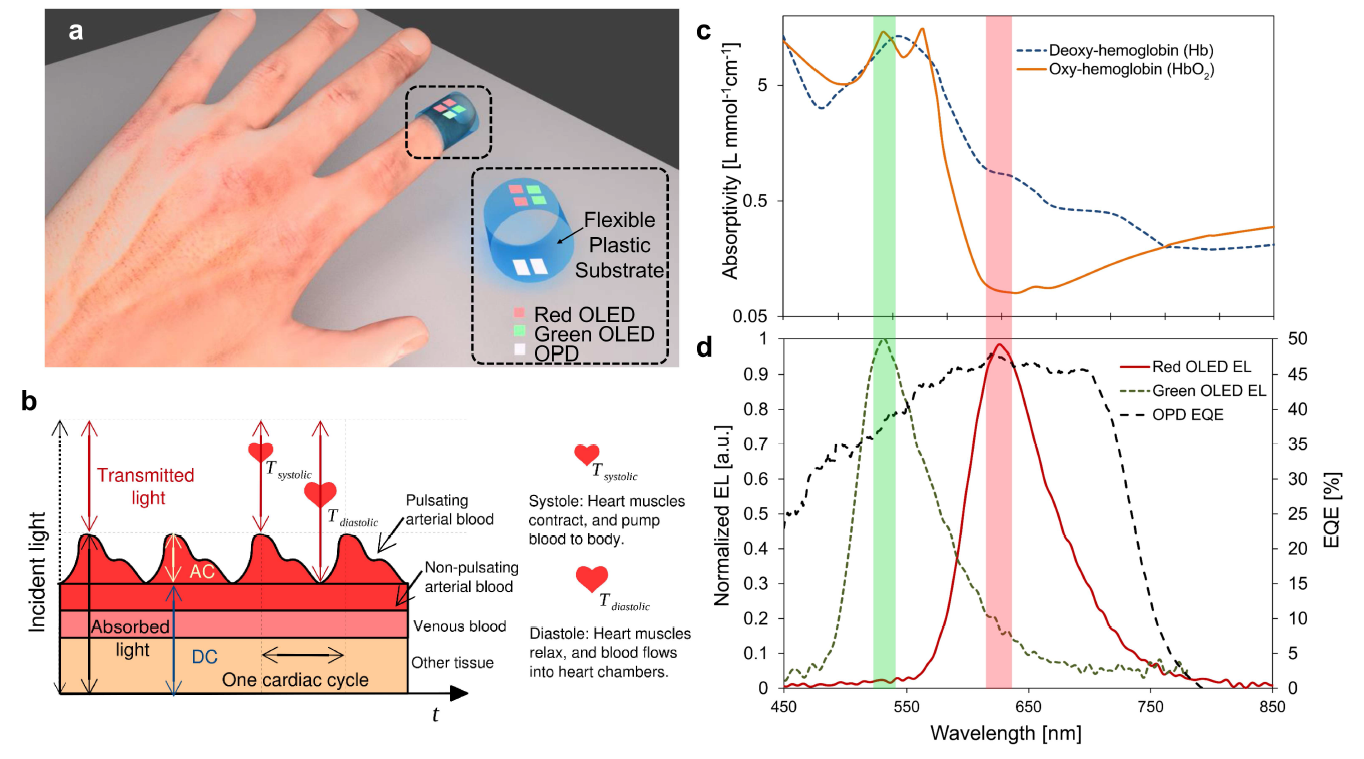 a
Flexible
Plastic
Substrate
Red OLED
Green OLED
OPD
b
Incident light
Transmitted
light
T systolic
T diastolic
Pulsating
arterial blood
AC
Non-pulsating
arterial blood
Absorbed
light
Venous blood
DC
Other tissue
One cardiac cycle
t
T systolic
Systole: Heart muscles
contract, and pump
blood to body.
T diastolic
Diastole: Heart muscles
relax, and blood flows
into heart chambers.
c
Absorptivity [L mmol⁻¹cm⁻¹]
5
0.5
0.05
Deoxy-hemoglobin (Hb)
Oxy-hemoglobin (HbO₂)
d
Normalized EL [a.u.]
1
0.9
0.8
0.7
0.6
0.5
0.4
0.3
0.2
0.1
0
Red OLED EL
Green OLED EL
OPD EQE
50
45
40
35
30
25
20
15
10
5
0
EQE [%]
450
550
650
750
850
Wavelength [nm]